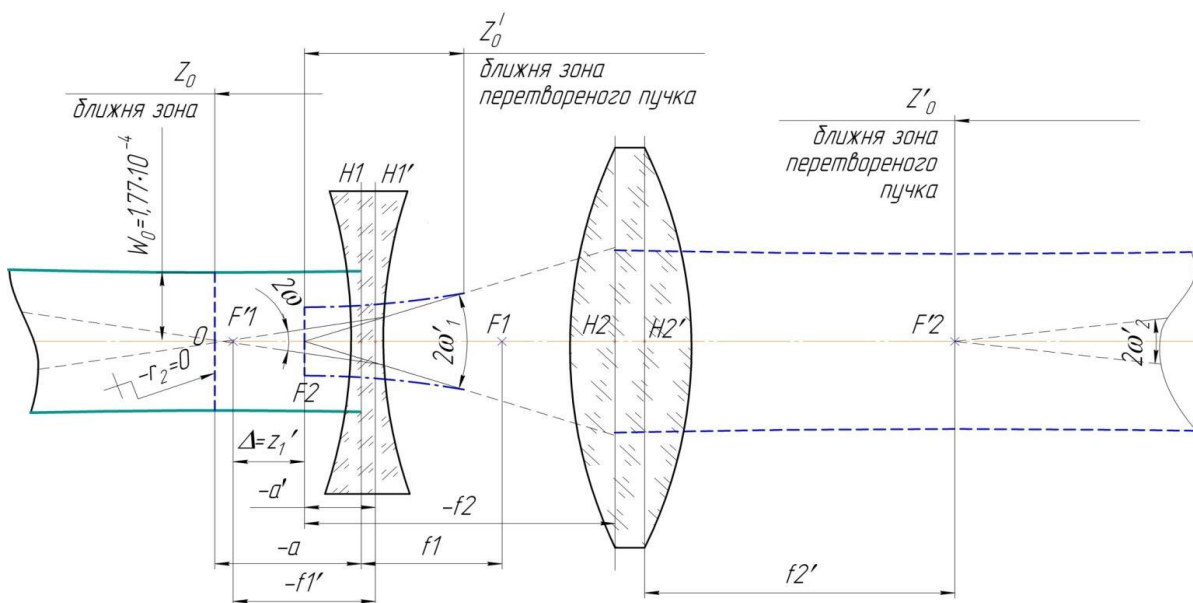 Z₀′
ближня зона
перетвореного пучка
Z₀
ближня зона
Z′₀
ближня зона
перетвореного
пучка
W₀=1,77·10⁻⁴
H1
H1′
2ω
O
F′1
F1
2ω′₁
H2
H2′
F′2
2ω′₂
-r₂=0
F2
Δ=z₁′
-a′
-f2
-a
f1
f2′
-f1′